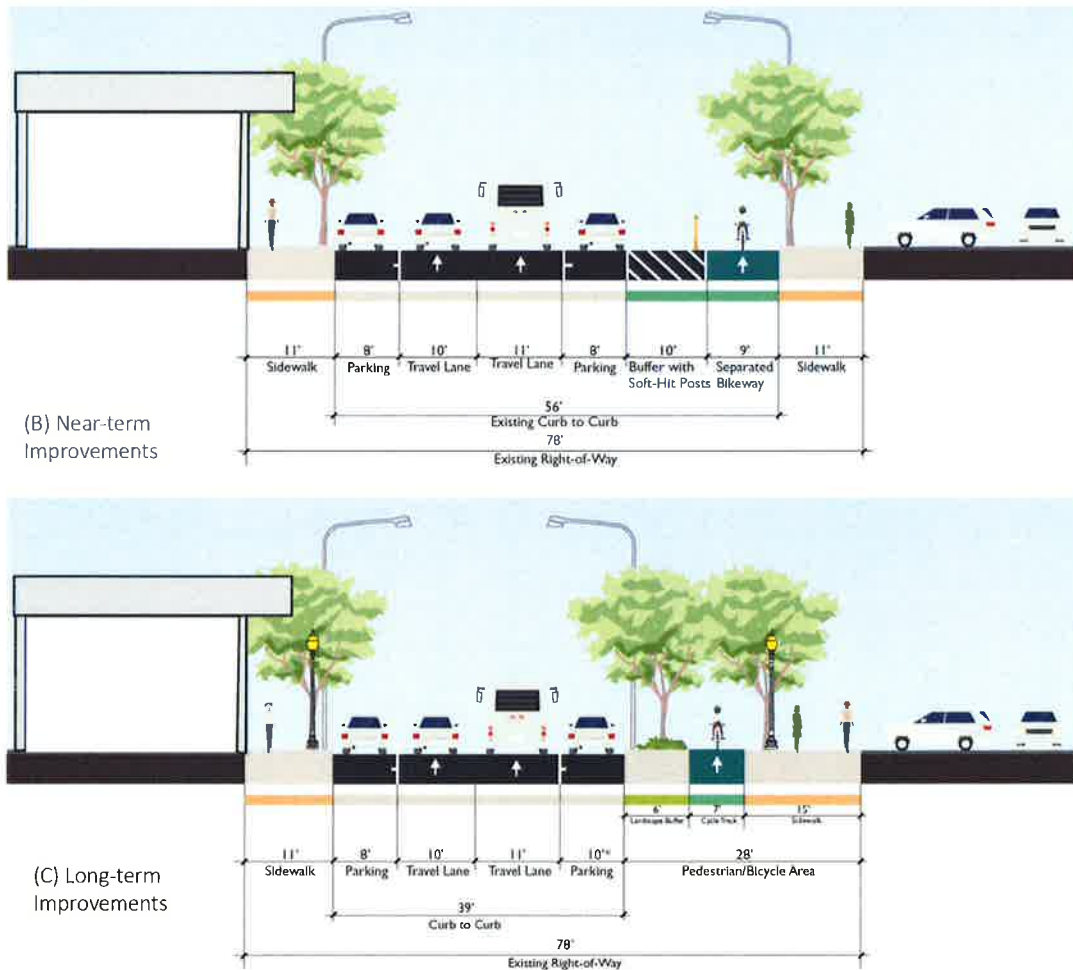 11' 8' 10' 11' 8' 10' 9' 11'
Sidewalk Parking Travel Lane Travel Lane Parking Buffer with Separated Sidewalk
Soft-Hit Posts Bikeway
56'
Existing Curb to Curb
78'
Existing Right-of-Way
(B) Near-term
Improvements
6' 7' 15'
Landscape Buffer Cycle Track Sidewalk
11' 8' 10' 11' 10'* 28'
Sidewalk Parking Travel Lane Travel Lane Parking Pedestrian/Bicycle Area
39'
Curb to Curb
78'
Existing Right-of-Way
(C) Long-term
Improvements